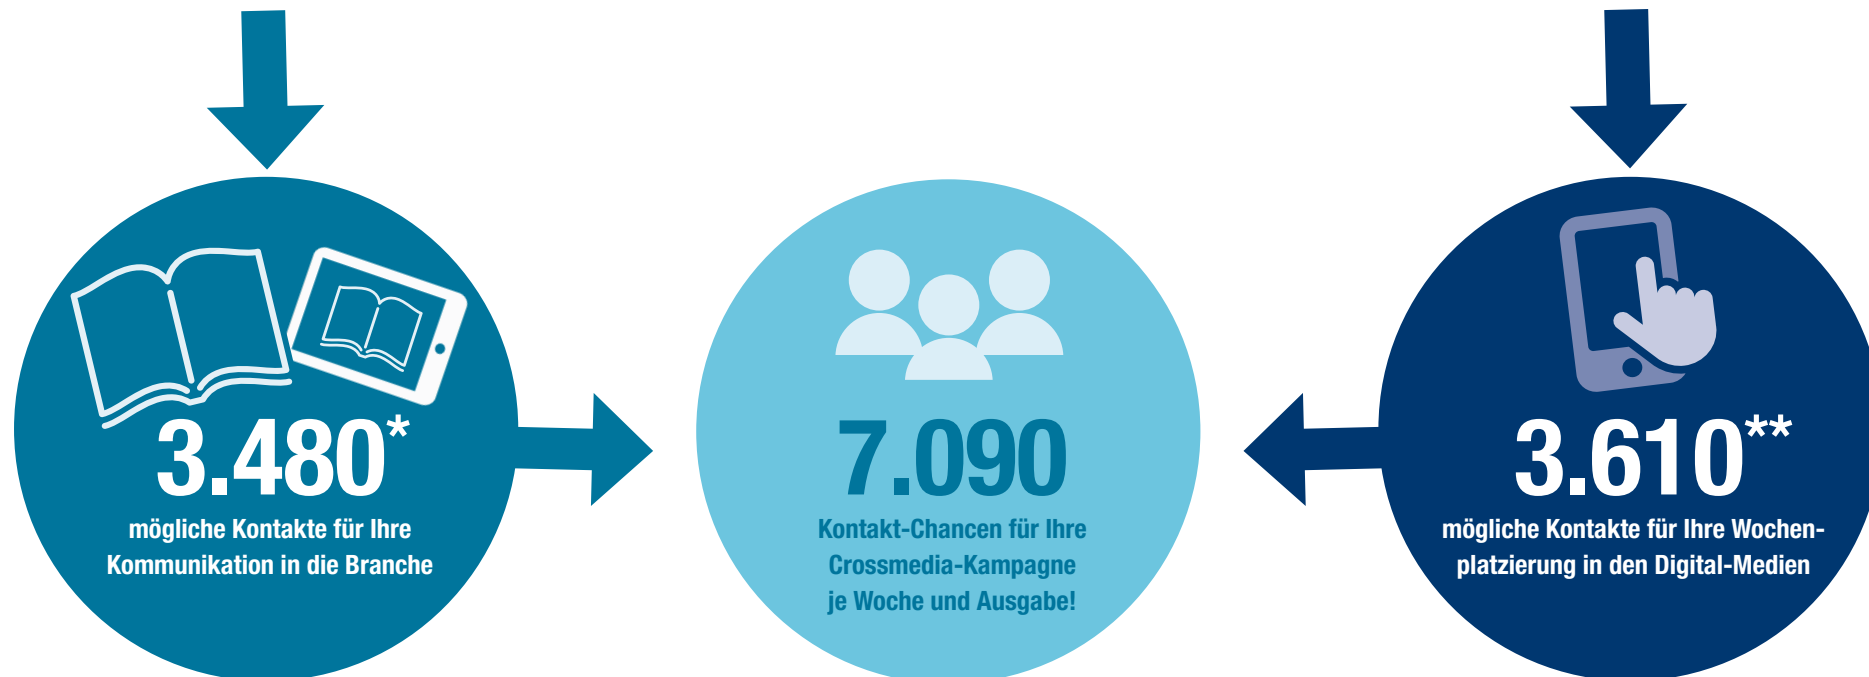 3.480*
mögliche Kontakte für Ihre
Kommunikation in die Branche
7.090
Kontakt-Chancen für Ihre
Crossmedia-Kampagne
je Woche und Ausgabe!
3.610**
mögliche Kontakte für Ihre Wochen-
platzierung in den Digital-Medien